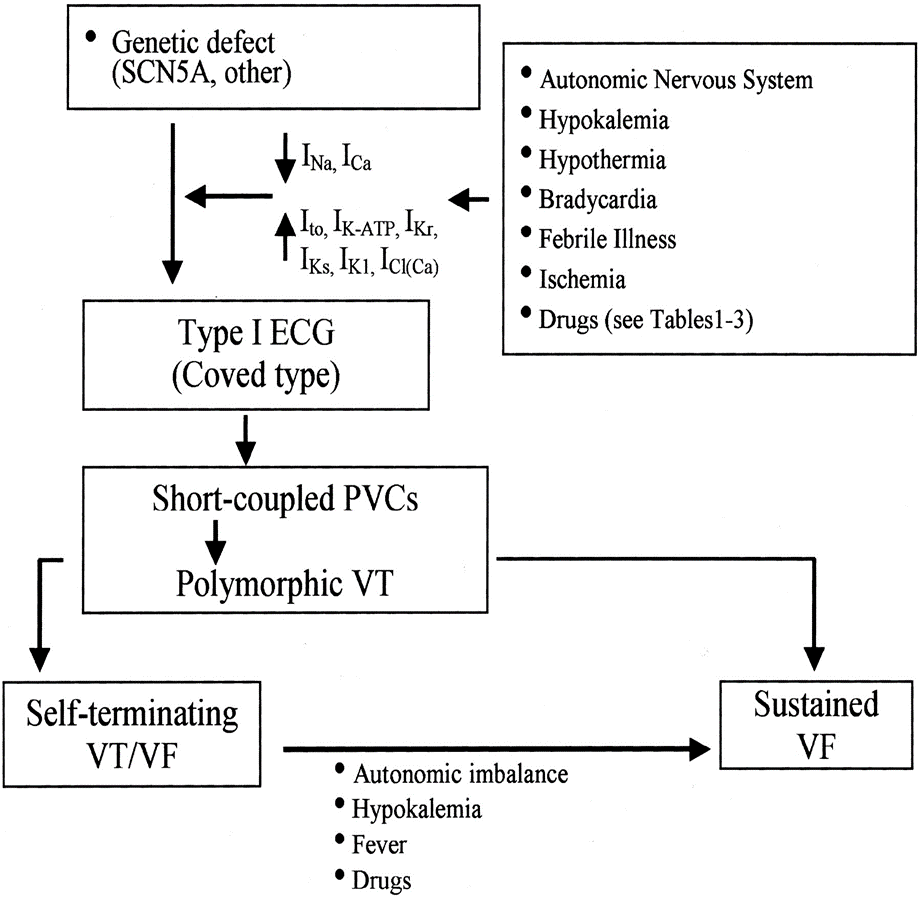 • Genetic defect
(SCN5A, other)
• Autonomic Nervous System
• Hypokalemia
• Hypothermia
• Bradycardia
• Febrile Illness
• Ischemia
• Drugs (see Tables1-3)
↓ I_Na, I_Ca
↑ I_to, I_K-ATP, I_Kr,
I_Ks, I_K1, I_Cl(Ca)
Type I ECG
(Coved type)
Short-coupled PVCs
Polymorphic VT
Self-terminating
VT/VF
Sustained
VF
• Autonomic imbalance
• Hypokalemia
• Fever
• Drugs